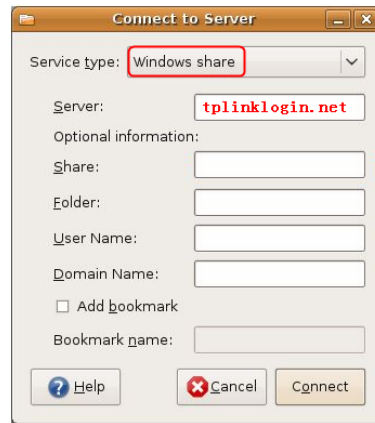 Connect to Server
Service type: Windows share
Server: tplinklogin.net
Optional information:
Share:
Folder:
User Name:
Domain Name:
Add bookmark
Bookmark name:
Help Cancel Connect